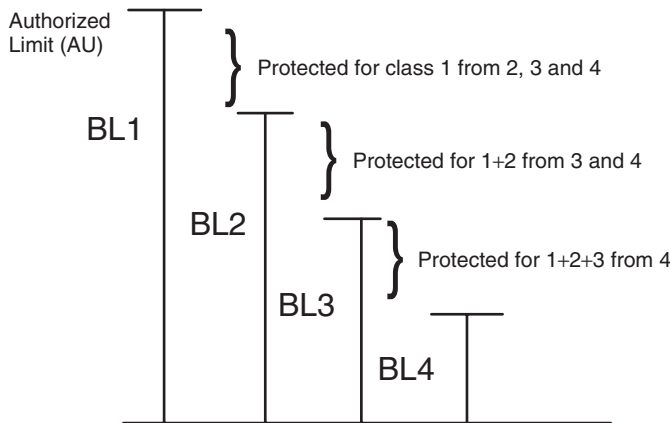 Authorized
Limit (AU)
Protected for class 1 from 2, 3 and 4
BL1
Protected for 1+2 from 3 and 4
BL2
Protected for 1+2+3 from 4
BL3
BL4